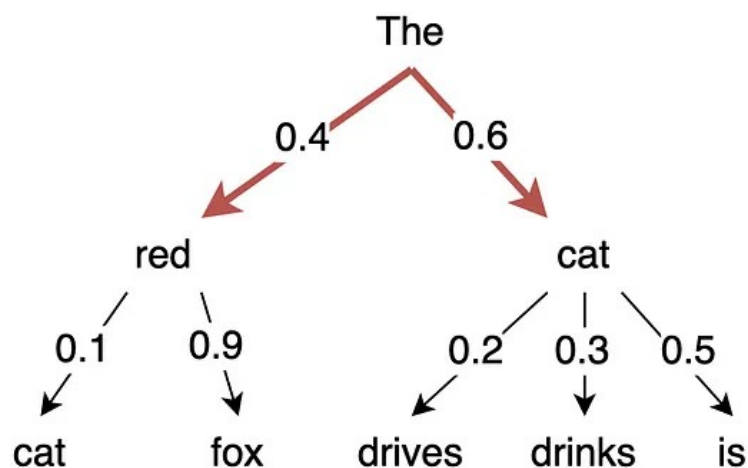 The
0.4 0.6
red cat
0.1 0.9 0.2 0.3 0.5
cat fox drives drinks is